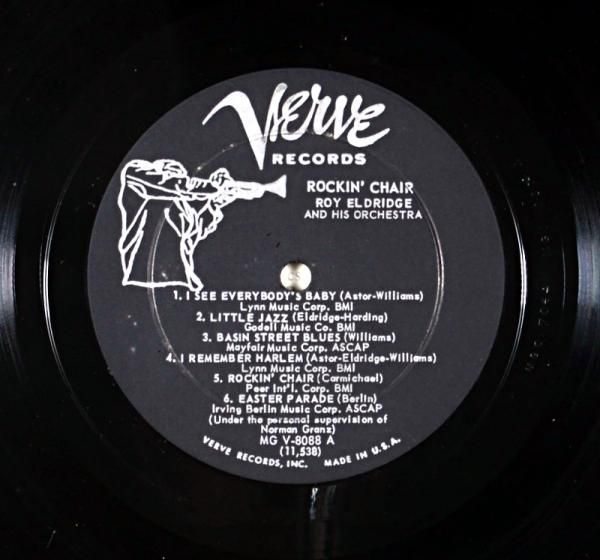 Verve
RECORDS
ROCKIN' CHAIR
ROY ELDRIDGE
AND HIS ORCHESTRA
1. I SEE EVERYBODY'S BABY (Astor-Williams)
Lynn Music Corp. BMI
2. LITTLE JAZZ (Eldridge-Harding)
Godell Music Co. BMI
3. BASIN STREET BLUES (Williams)
Mayfair Music Corp. ASCAP
4. I REMEMBER HARLEM (Astor-Eldridge-Williams)
Lynn Music Corp. BMI
5. ROCKIN' CHAIR (Carmichael)
Peer Int'l. Corp. BMI
6. EASTER PARADE (Berlin)
Irving Berlin Music Corp. ASCAP
(Under the personal supervision of
Norman Granz)
MG V-8088 A
(11,538)
VERVE RECORDS, INC. MADE IN U.S.A.